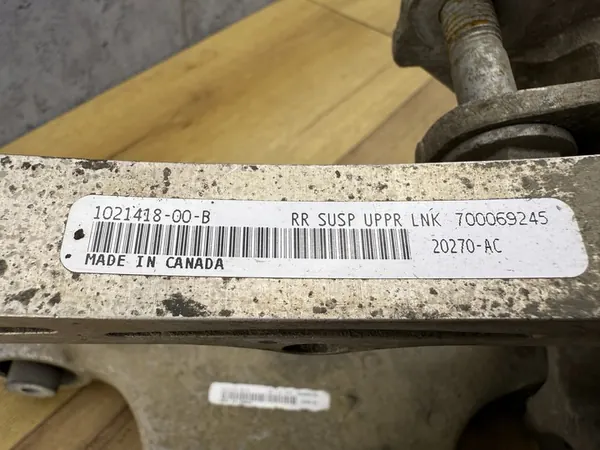 1021418-00-B RR SUSP UPPR LNK 700069245
20270-AC
MADE IN CANADA